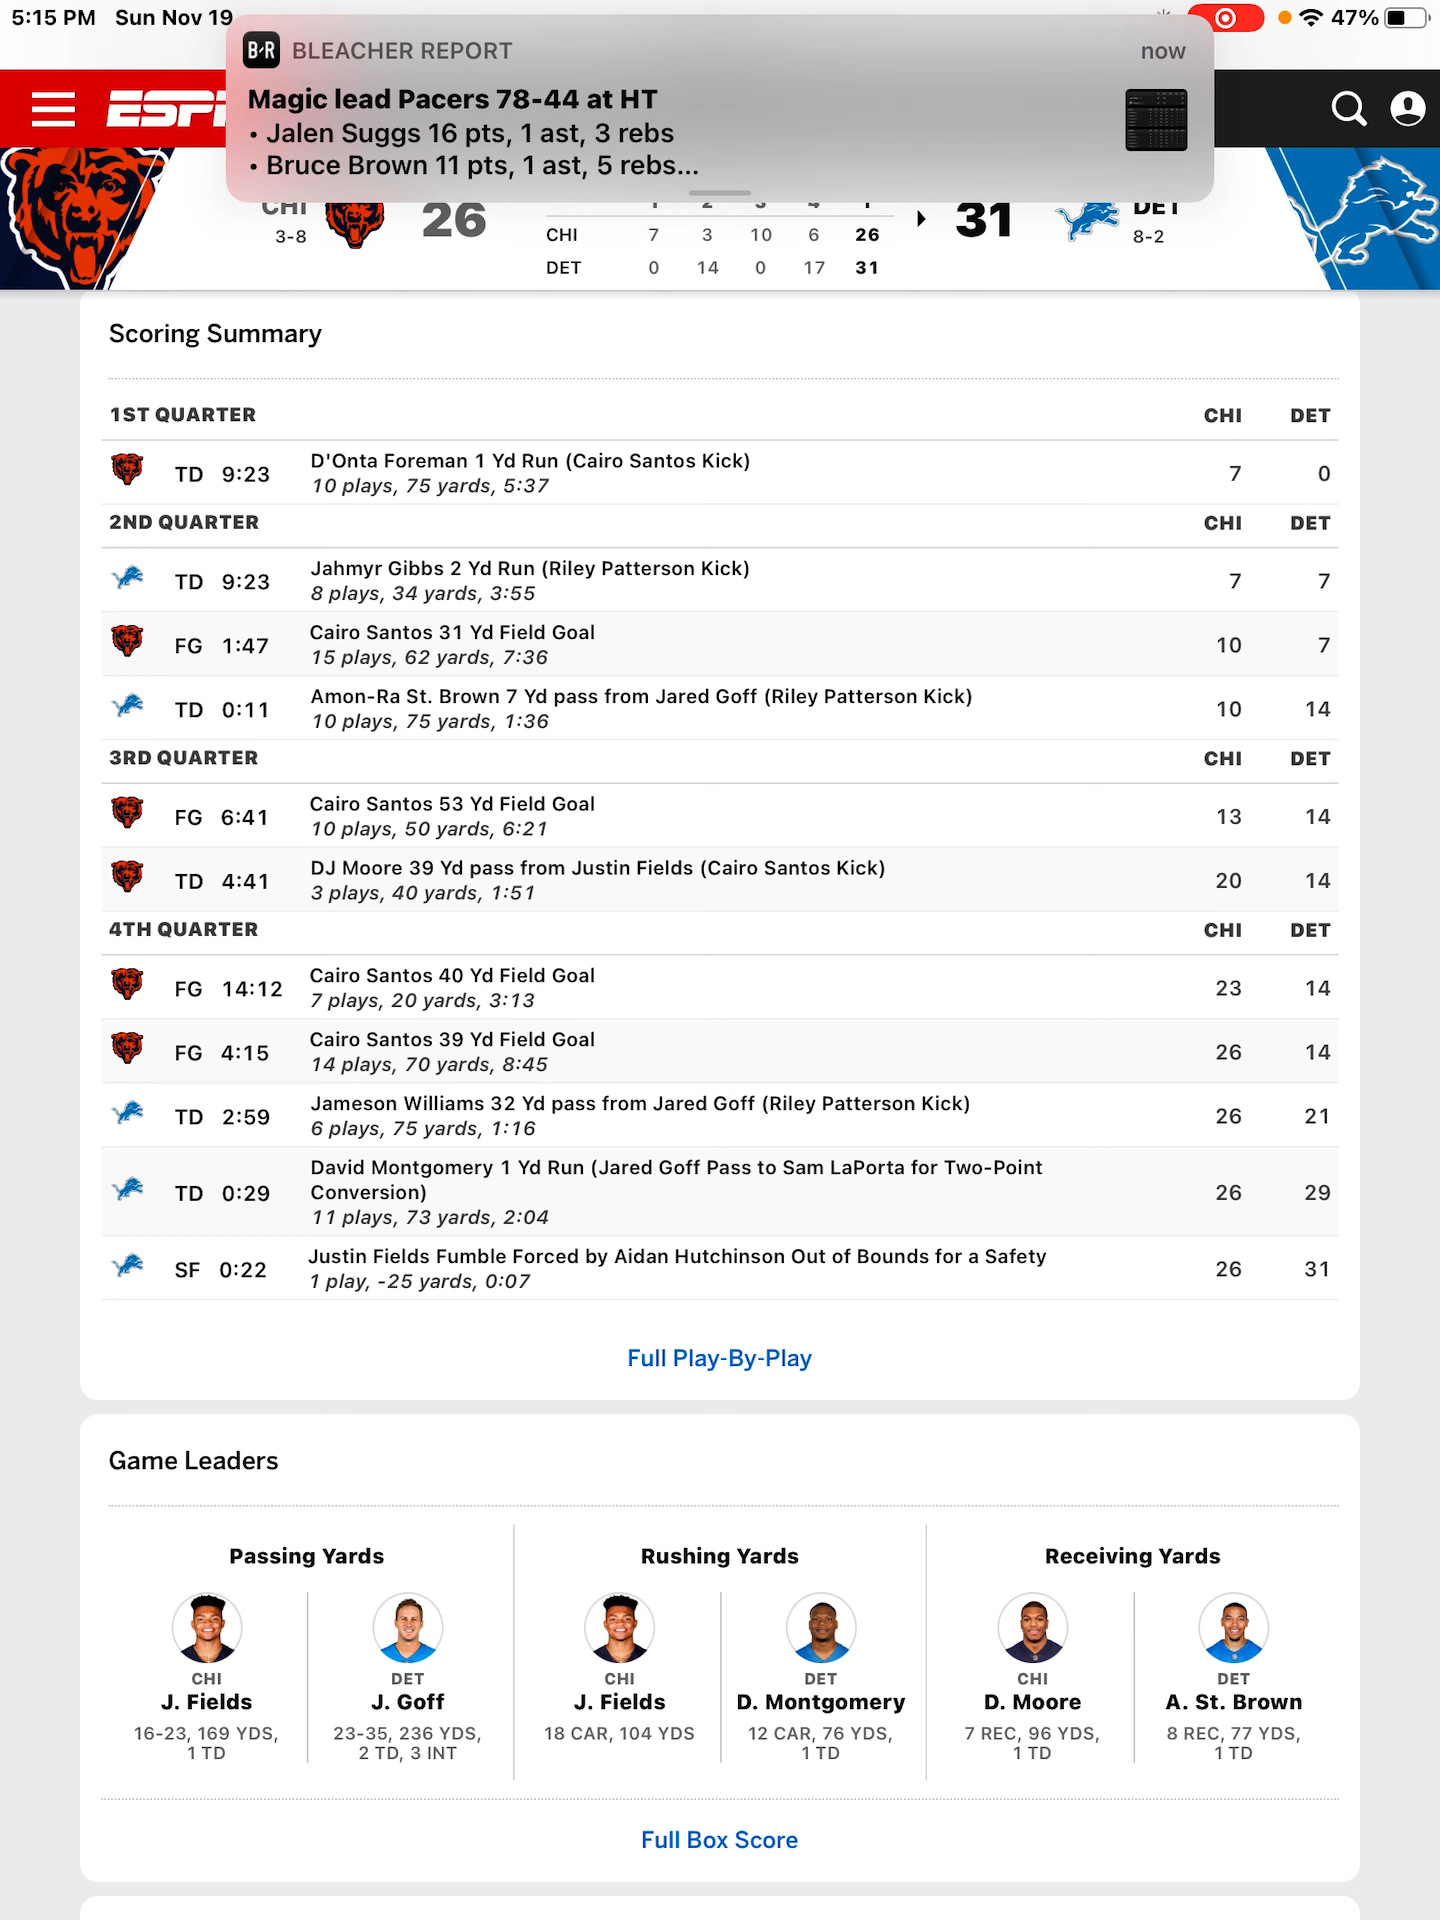 5:15 PM Sun Nov 19
47%
B/R BLEACHER REPORT now
Magic lead Pacers 78-44 at HT
• Jalen Suggs 16 pts, 1 ast, 3 rebs
• Bruce Brown 11 pts, 1 ast, 5 rebs...
CHI 26 31 DET
3-8 8-2
CHI 7 3 10 6 26
DET 0 14 0 17 31
Scoring Summary
1ST QUARTER CHI DET
TD 9:23 D'Onta Foreman 1 Yd Run (Cairo Santos Kick) 7 0
10 plays, 75 yards, 5:37
2ND QUARTER CHI DET
TD 9:23 Jahmyr Gibbs 2 Yd Run (Riley Patterson Kick) 7 7
8 plays, 34 yards, 3:55
FG 1:47 Cairo Santos 31 Yd Field Goal 10 7
15 plays, 62 yards, 7:36
TD 0:11 Amon-Ra St. Brown 7 Yd pass from Jared Goff (Riley Patterson Kick) 10 14
10 plays, 75 yards, 1:36
3RD QUARTER CHI DET
FG 6:41 Cairo Santos 53 Yd Field Goal 13 14
10 plays, 50 yards, 6:21
TD 4:41 DJ Moore 39 Yd pass from Justin Fields (Cairo Santos Kick) 20 14
3 plays, 40 yards, 1:51
4TH QUARTER CHI DET
FG 14:12 Cairo Santos 40 Yd Field Goal 23 14
7 plays, 20 yards, 3:13
FG 4:15 Cairo Santos 39 Yd Field Goal 26 14
14 plays, 70 yards, 8:45
TD 2:59 Jameson Williams 32 Yd pass from Jared Goff (Riley Patterson Kick) 26 21
6 plays, 75 yards, 1:16
TD 0:29 David Montgomery 1 Yd Run (Jared Goff Pass to Sam LaPorta for Two-Point 26 29
Conversion)
11 plays, 73 yards, 2:04
SF 0:22 Justin Fields Fumble Forced by Aidan Hutchinson Out of Bounds for a Safety 26 31
1 play, -25 yards, 0:07
Full Play-By-Play
Game Leaders
Passing Yards Rushing Yards Receiving Yards
CHI DET CHI DET CHI DET
J. Fields J. Goff J. Fields D. Montgomery D. Moore A. St. Brown
16-23, 169 YDS, 23-35, 236 YDS, 18 CAR, 104 YDS 12 CAR, 76 YDS, 7 REC, 96 YDS, 8 REC, 77 YDS,
1 TD 2 TD, 3 INT 1 TD 1 TD 1 TD
Full Box Score